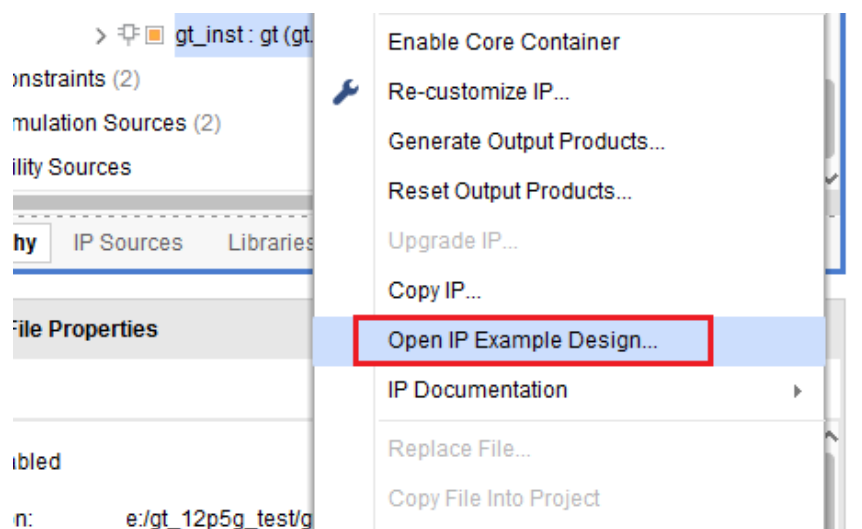 gt_inst : gt (gt.
onstraints (2)
mulation Sources (2)
ility Sources
hy IP Sources Libraries
File Properties
abled
on: e:/gt_12p5g_test/g
Enable Core Container
Re-customize IP...
Generate Output Products...
Reset Output Products...
Upgrade IP...
Copy IP...
Open IP Example Design...
IP Documentation
Replace File...
Copy File Into Project